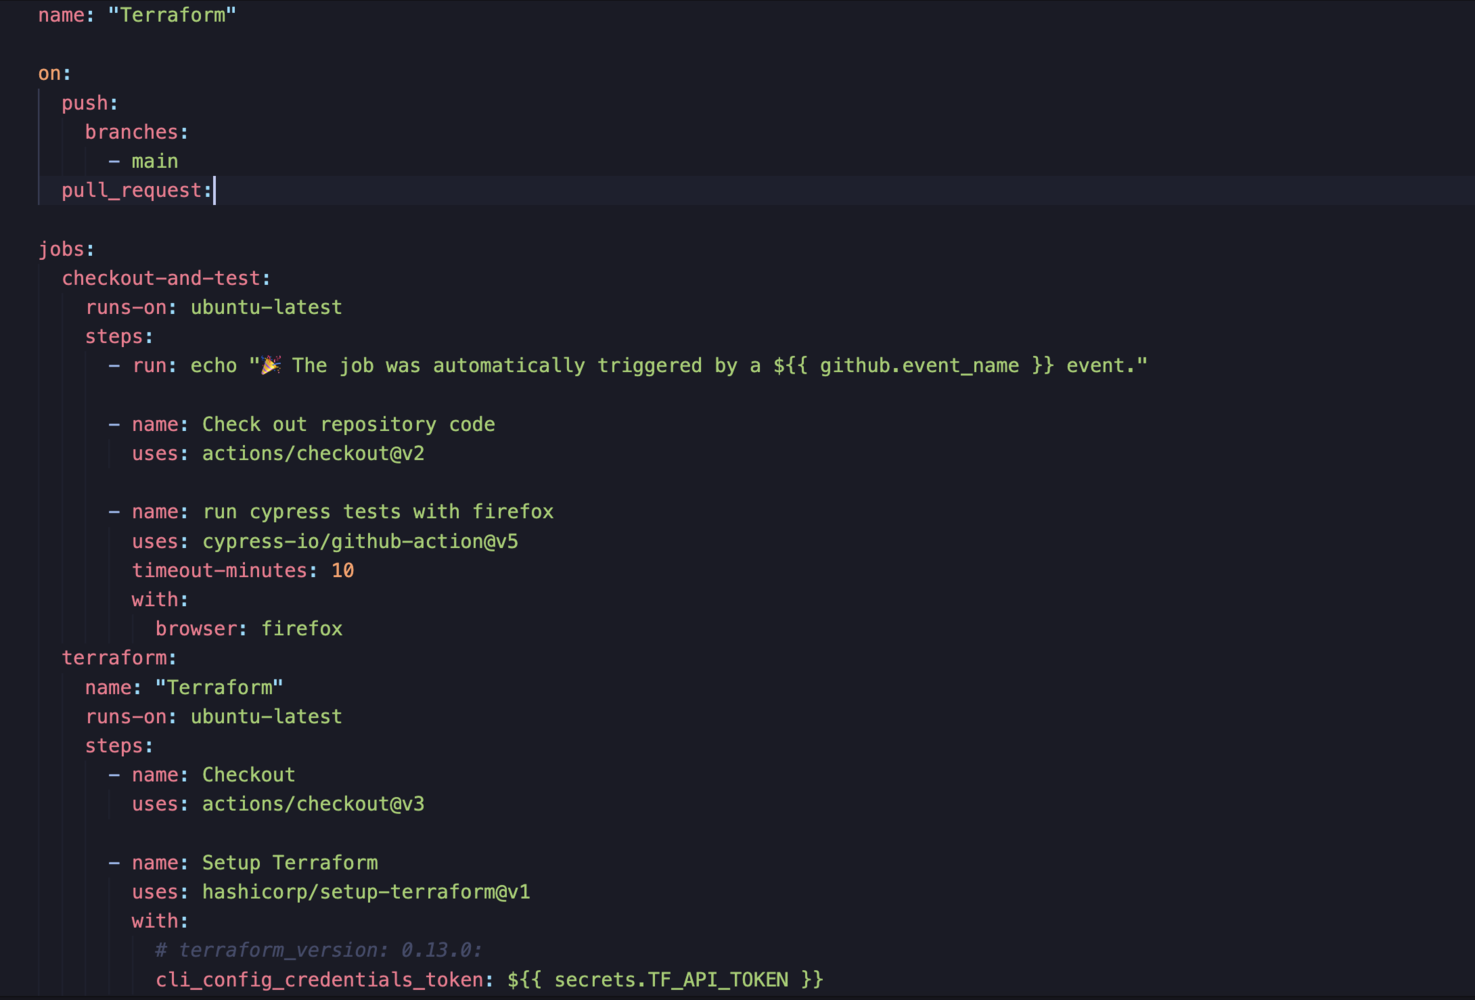 name: "Terraform"
on:
push:
branches:
- main
pull_request:
jobs:
checkout-and-test:
runs-on: ubuntu-latest
steps:
- run: echo "🎉 The job was automatically triggered by a ${{ github.event_name }} event."
- name: Check out repository code
uses: actions/checkout@v2
- name: run cypress tests with firefox
uses: cypress-io/github-action@v5
timeout-minutes: 10
with:
browser: firefox
terraform:
name: "Terraform"
runs-on: ubuntu-latest
steps:
- name: Checkout
uses: actions/checkout@v3
- name: Setup Terraform
uses: hashicorp/setup-terraform@v1
with:
# terraform_version: 0.13.0:
cli_config_credentials_token: ${{ secrets.TF_API_TOKEN }}